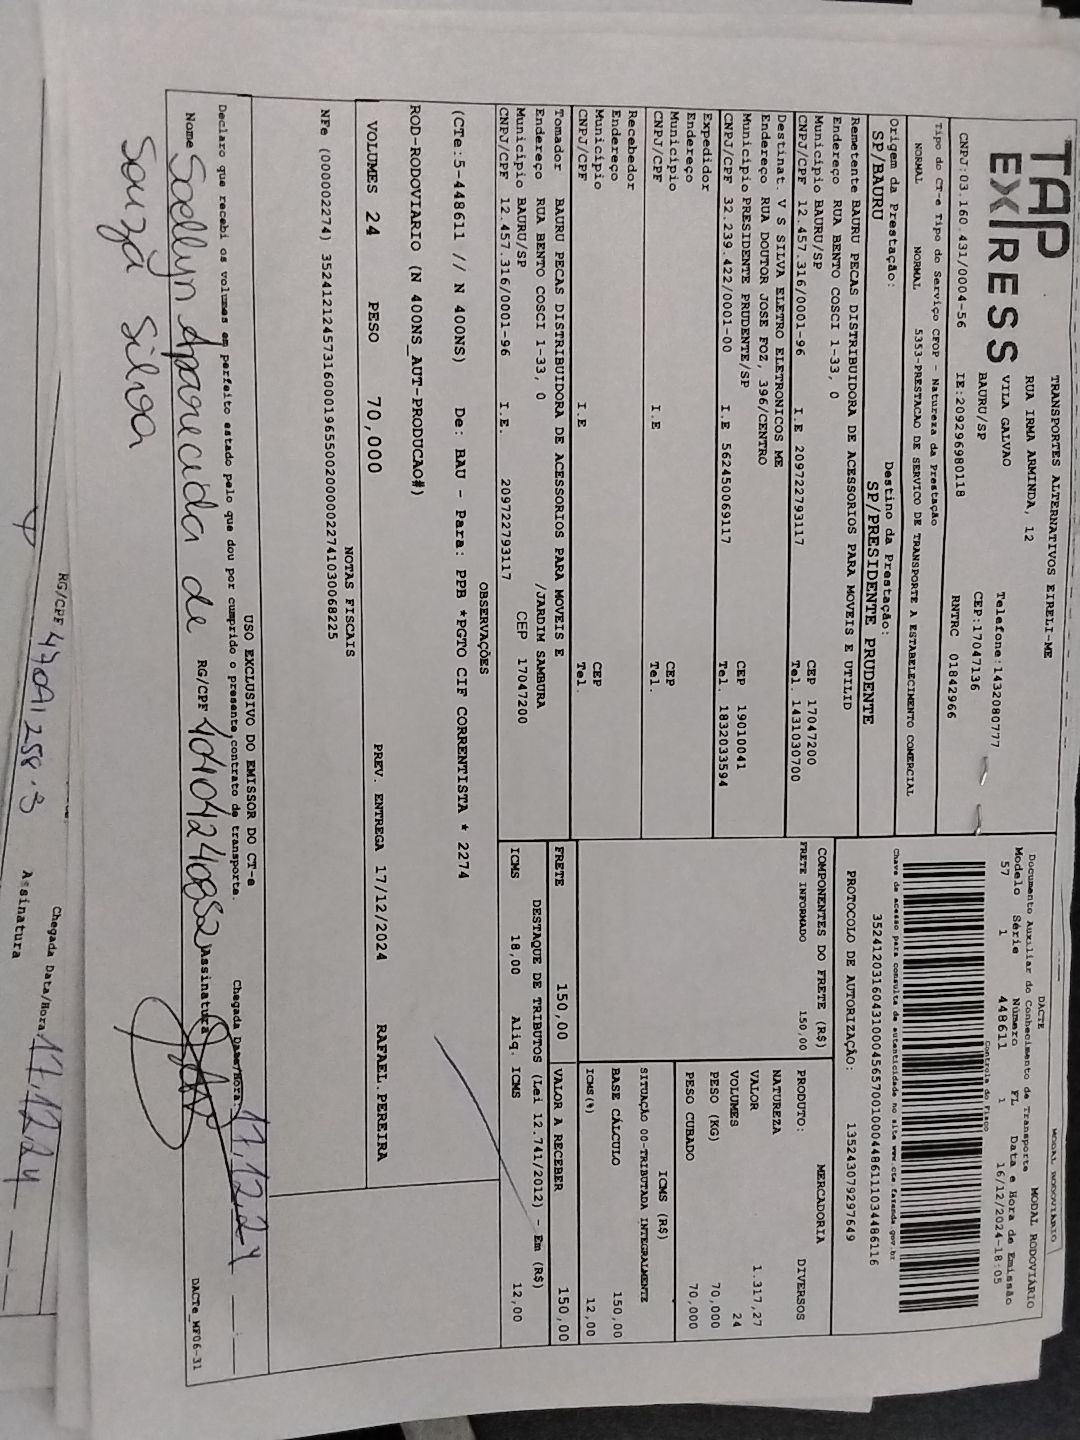 MODAL RODOVIÁRIO
TAP EXPRESS
TRANSPORTES ALTERNATIVOS EIRELI-ME
RUA IRMA ARMINDA, 12
VILA GALVAO
BAURU/SP
Telefone:1432080777
CEP:17047136
CNPJ:03.160.431/0004-56 IE:209296980118 RNTRC 01842966
DACTE
Documento Auxiliar do Conhecimento de Transporte MODAL RODOVIÁRIO
Modelo Série Número FL Data e Hora de Emissão
57 1 448611 1 16/12/2024-18:05
Controle do Fisco
35241203160431000456570010004486111034486116
Chave de acesso para consulta de autenticidade no site www.cte.fazenda.gov.br
PROTOCOLO DE AUTORIZAÇÃO: 135243079297649
Tipo do CT-e Tipo do Serviço CFOP - Natureza da Prestação
NORMAL NORMAL 5353-PRESTACAO DE SERVICO DE TRANSPORTE A ESTABELECIMENTO COMERCIAL
Origem da Prestação: Destino da Prestação:
SP/BAURU SP/PRESIDENTE PRUDENTE
Remetente BAURU PECAS DISTRIBUIDORA DE ACESSORIOS PARA MOVEIS E UTILID
Endereço RUA BENTO COSCI 1-33, 0
Município BAURU/SP CEP 17047200
CNPJ/CPF 12.457.316/0001-96 I.E 209722793117 Tel. 1431030700
Destinat. V S SILVA ELETRO ELETRONICOS ME
Endereço RUA DOUTOR JOSE FOZ, 396/CENTRO
Município PRESIDENTE PRUDENTE/SP CEP 19010041
CNPJ/CPF 32.239.422/0001-00 I.E 562450069117 Tel. 1832033594
Expedidor
Endereço
Município CEP
CNPJ/CPF I.E Tel.
Recebedor
Endereço
Município CEP
CNPJ/CPF I.E Tel.
Tomador BAURU PECAS DISTRIBUIDORA DE ACESSORIOS PARA MOVEIS E
Endereço RUA BENTO COSCI 1-33, 0 /JARDIM SAMBURA
Município BAURU/SP CEP 17047200
CNPJ/CPF 12.457.316/0001-96 I.E. 209722793117
COMPONENTES DO FRETE (R$)
FRETE INFORMADO 150,00
PRODUTO: MERCADORIA
NATUREZA DIVERSOS
VALOR 1.317,27
VOLUMES 24
PESO (KG) 70,000
PESO CUBADO 70,000
ICMS (R$)
SITUAÇÃO 00-TRIBUTADA INTEGRALMENTE
BASE CÁLCULO 150,00
ICMS(%) 12,00
FRETE 150,00 VALOR A RECEBER 150,00
DESTAQUE DE TRIBUTOS (Lei 12.741/2012) - Em (R$)
ICMS 18,00 Aliq. ICMS 12,00
OBSERVAÇÕES
(CTe:5-448611 // N 400NS) De: BAU - Para: PPB *PGTO CIF CORRENTISTA * 2274
ROD-RODOVIARIO (N 400NS_AUT-PRODUCAO#)
VOLUMES 24 PESO 70,000 PREV. ENTREGA 17/12/2024 RAFAEL.PEREIRA
NOTAS FISCAIS
NFe (000002274) 35241212457316000196550020000022741030068225
USO EXCLUSIVO DO EMISSOR DO CT-e
Declaro que recebi os volumes em perfeito estado pelo que dou por cumprido o presente contrato de transporte. Chegada Data/Hora: 17.12.24
Nome Soellyn Aparecida de RG/CPF 40404240852 Assinatura
Souza Silva
DACTe_MF06-31
Chegada Data/Hora: 17.12.24
RG/CPF Assinatura